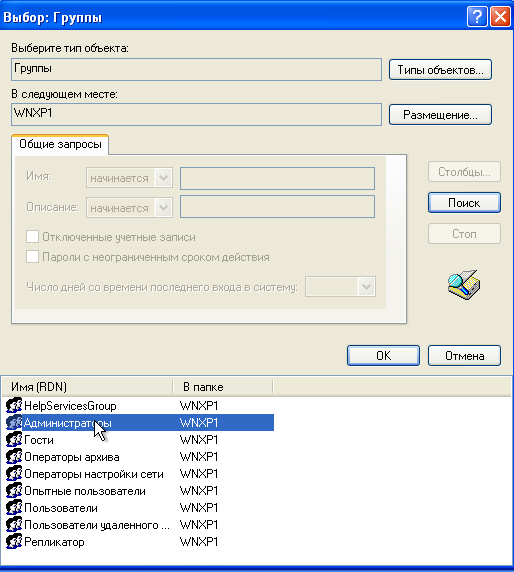 Выбор: Группы
Выберите тип объекта:
Группы
Типы объектов...
В следующем месте:
WNXP1
Размещение...
Общие запросы
Имя: начинается
Описание: начинается
Отключенные учетные записи
Пароли с неограниченным сроком действия
Число дней со времени последнего входа в систему:
Столбцы...
Поиск
Стоп
OK Отмена
Имя (RDN) В папке
HelpServicesGroup WNXP1
Администраторы WNXP1
Гости WNXP1
Операторы архива WNXP1
Операторы настройки сети WNXP1
Опытные пользователи WNXP1
Пользователи WNXP1
Пользователи удаленного ... WNXP1
Репликатор WNXP1